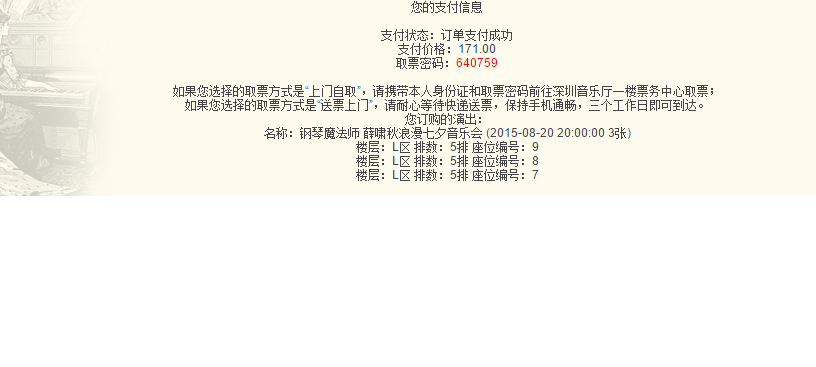 您的支付信息
支付状态：订单支付成功
支付价格：171.00
取票密码：640759
如果您选择的取票方式是“上门自取”，请携带本人身份证和取票密码前往深圳音乐厅一楼票务中心取票；
如果您选择的取票方式是“送票上门”，请耐心等待快递送票，保持手机通畅，三个工作日即可到达。
您订购的演出：
名称：钢琴魔法师 薛啸秋浪漫七夕音乐会 (2015-08-20 20:00:00 3张)
楼层：L区 排数：5排 座位编号：9
楼层：L区 排数：5排 座位编号：8
楼层：L区 排数：5排 座位编号：7